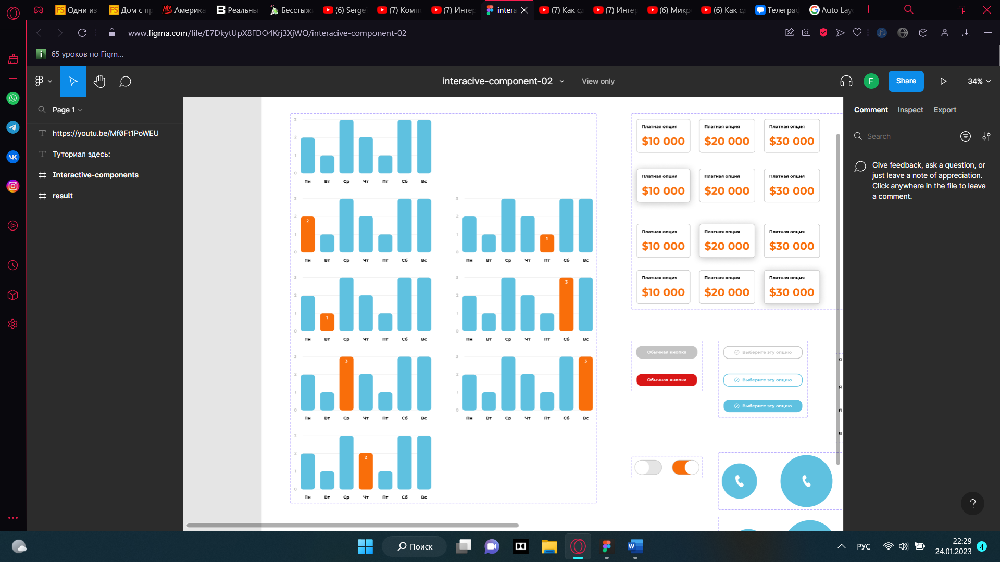 Одни из
Дом с пр
Америка
Реальны
Бесстыж
(6) Serge
(7) Комп
(7) Интер
intera
(7) Как сд
(7) Интер
(6) Микр
(6) Как сд
Телеграф
Auto Lay
www.figma.com/file/E7DkytUpX8FDO4Krj3XjWQ/interacive-component-02
65 уроков по Figm...
interacive-component-02
View only
F
Share
34%
Page 1
Comment
Inspect
Export
https://youtu.be/Mf0Ft1PoWEU
Туториал здесь:
Interactive-components
result
Search
Give feedback, ask a question, or
just leave a note of appreciation.
Click anywhere in the file to leave
a comment.
3
2
1
0
Пн Вт Ср Чт Пт Сб Вс
3
2
1
0
2
Пн Вт Ср Чт Пт Сб Вс
3
2
1
0
1
Пн Вт Ср Чт Пт Сб Вс
3
2
1
0
1
Пн Вт Ср Чт Пт Сб Вс
3
2
1
0
3
Пн Вт Ср Чт Пт Сб Вс
3
2
1
0
3
Пн Вт Ср Чт Пт Сб Вс
3
2
1
0
3
Пн Вт Ср Чт Пт Сб Вс
3
2
1
0
2
Пн Вт Ср Чт Пт Сб Вс
Платная опция Платная опция Платная опция
$10 000 $20 000 $30 000
Платная опция Платная опция Платная опция
$10 000 $20 000 $30 000
Платная опция Платная опция Платная опция
$10 000 $20 000 $30 000
Платная опция Платная опция Платная опция
$10 000 $20 000 $30 000
Обычная кнопка
Обычная кнопка
Выберите эту опцию
Выберите эту опцию
Выберите эту опцию
я
я
я
я
?
Поиск
РУС
22:29
24.01.2023
4